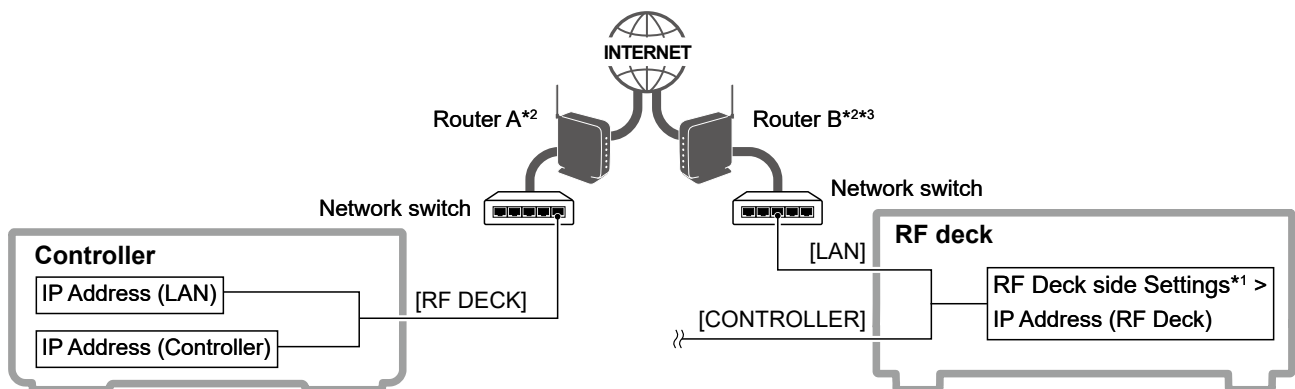 INTERNET
Router A*2
Router B*2*3
Network switch
Network switch
Controller
IP Address (LAN)
IP Address (Controller)
[RF DECK]
[LAN]
[CONTROLLER]
RF deck
RF Deck side Settings*1 >
IP Address (RF Deck)